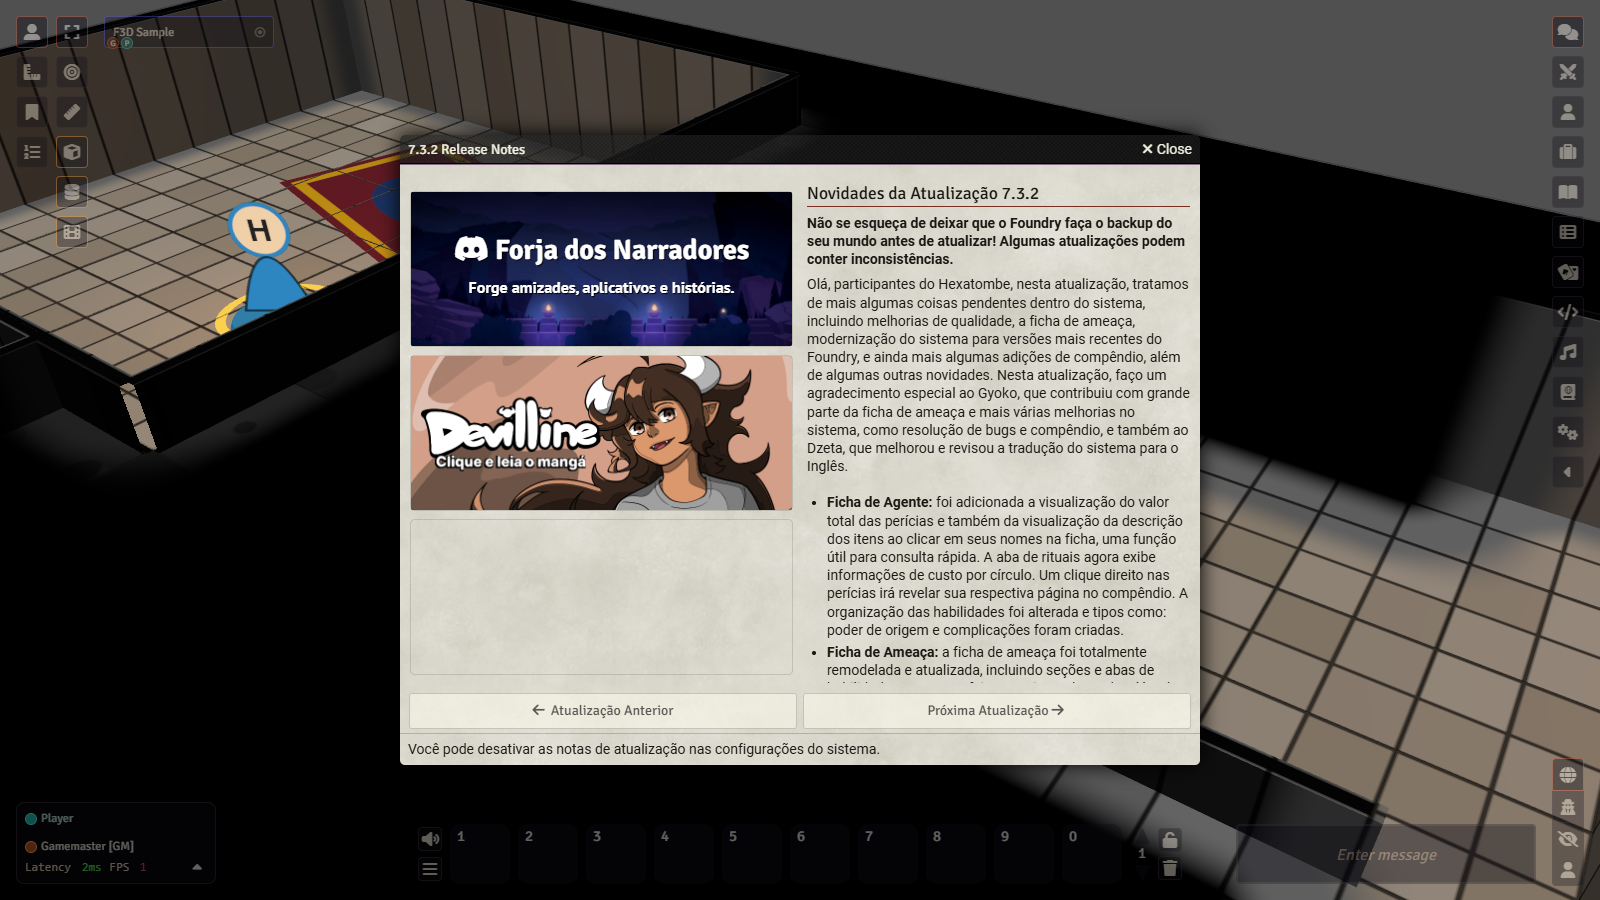 F3D Sample
G P
H
7.3.2 Release Notes
Close
Forja dos Narradores
Forge amizades, aplicativos e histórias.
Devilline
Clique e leia o mangá
Novidades da Atualização 7.3.2
Não se esqueça de deixar que o Foundry faça o backup do
seu mundo antes de atualizar! Algumas atualizações podem
conter inconsistências.
Olá, participantes do Hexatombe, nesta atualização, tratamos
de mais algumas coisas pendentes dentro do sistema,
incluindo melhorias de qualidade, a ficha de ameaça,
modernização do sistema para versões mais recentes do
Foundry, e ainda mais algumas adições de compêndio, além
de algumas outras novidades. Nesta atualização, faço um
agradecimento especial ao Gyoko, que contribuiu com grande
parte da ficha de ameaça e mais várias melhorias no
sistema, como resolução de bugs e compêndio, e também ao
Dzeta, que melhorou e revisou a tradução do sistema para o
Inglês.
• Ficha de Agente: foi adicionada a visualização do valor
total das perícias e também da visualização da descrição
dos itens ao clicar em seus nomes na ficha, uma função
útil para consulta rápida. A aba de rituais agora exibe
informações de custo por círculo. Um clique direito nas
perícias irá revelar sua respectiva página no compêndio. A
organização das habilidades foi alterada e tipos como:
poder de origem e complicações foram criadas.
• Ficha de Ameaça: a ficha de ameaça foi totalmente
remodelada e atualizada, incluindo seções e abas de
Atualização Anterior
Próxima Atualização
Você pode desativar as notas de atualização nas configurações do sistema.
Player
Gamemaster [GM]
Latency 2ms FPS 1
1 2 3 4 5 6 7 8 9 0
1
Enter message